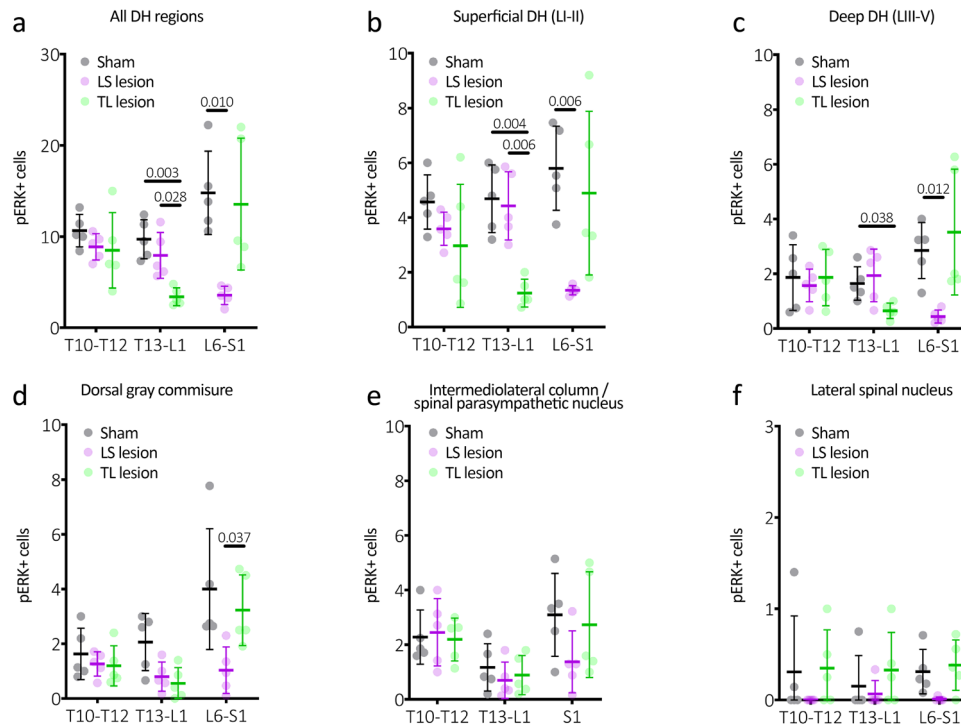 a
All DH regions
30
20
10
0
pERK+ cells
Sham
LS lesion
TL lesion
0.010
0.003
0.028
T10-T12 T13-L1 L6-S1
b
Superficial DH (LI-II)
10
8
6
4
2
0
pERK+ cells
Sham
LS lesion
TL lesion
0.006
0.004
0.006
T10-T12 T13-L1 L6-S1
c
Deep DH (LIII-V)
10
8
6
4
2
0
pERK+ cells
Sham
LS lesion
TL lesion
0.012
0.038
T10-T12 T13-L1 L6-S1
d
Dorsal gray commisure
10
8
6
4
2
0
pERK+ cells
Sham
LS lesion
TL lesion
0.037
T10-T12 T13-L1 L6-S1
e
Intermediolateral column /
spinal parasympathetic nucleus
10
8
6
4
2
0
pERK+ cells
Sham
LS lesion
TL lesion
T10-T12 T13-L1 S1
f
Lateral spinal nucleus
3
2
1
0
pERK+ cells
Sham
LS lesion
TL lesion
T10-T12 T13-L1 L6-S1